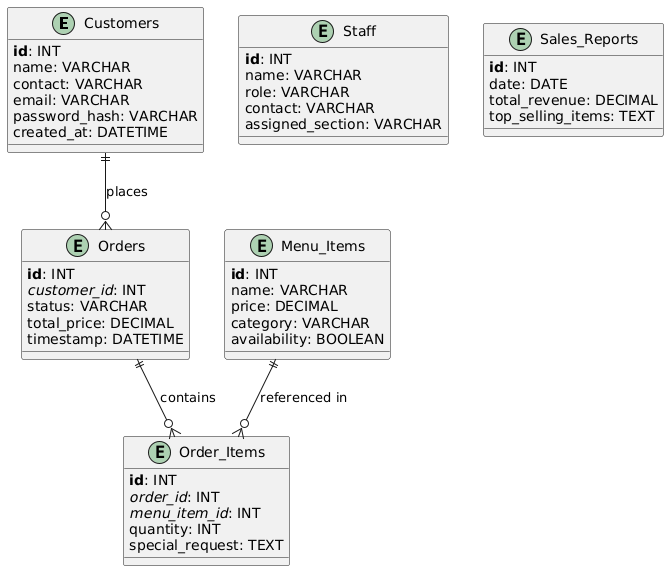 E Customers
id: INT
name: VARCHAR
contact: VARCHAR
email: VARCHAR
password_hash: VARCHAR
created_at: DATETIME
E Staff
id: INT
name: VARCHAR
role: VARCHAR
contact: VARCHAR
assigned_section: VARCHAR
E Sales_Reports
id: INT
date: DATE
total_revenue: DECIMAL
top_selling_items: TEXT
places
E Orders
id: INT
customer_id: INT
status: VARCHAR
total_price: DECIMAL
timestamp: DATETIME
E Menu_Items
id: INT
name: VARCHAR
price: DECIMAL
category: VARCHAR
availability: BOOLEAN
contains
referenced in
E Order_Items
id: INT
order_id: INT
menu_item_id: INT
quantity: INT
special_request: TEXT